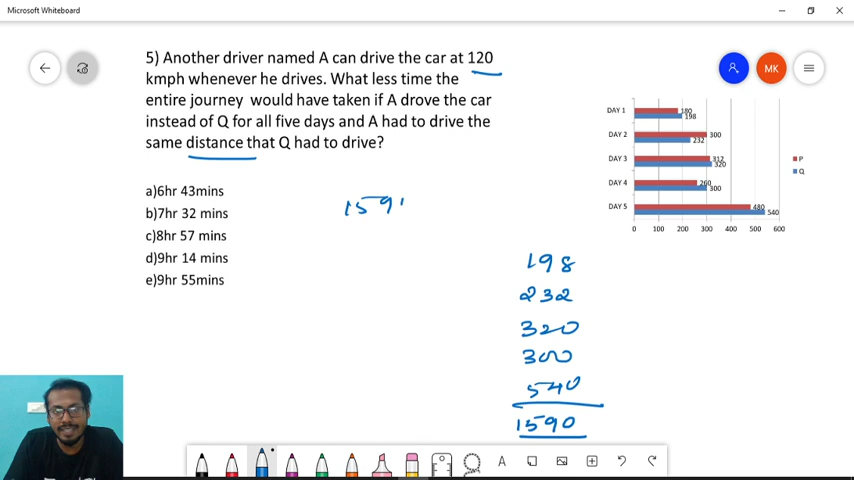 Microsoft Whiteboard
5) Another driver named A can drive the car at 120
kmph whenever he drives. What less time the
entire journey would have taken if A drove the car
instead of Q for all five days and A had to drive the
same distance that Q had to drive?
a)6hr 43mins
b)7hr 32 mins
c)8hr 57 mins
d)9hr 14 mins
e)9hr 55mins
159
198
232
320
300
540
1590
MK
DAY 1
180
198
DAY 2
300
232
DAY 3
312
320
DAY 4
260
300
DAY 5
480
540
0 100 200 300 400 500 600
P
Q
A